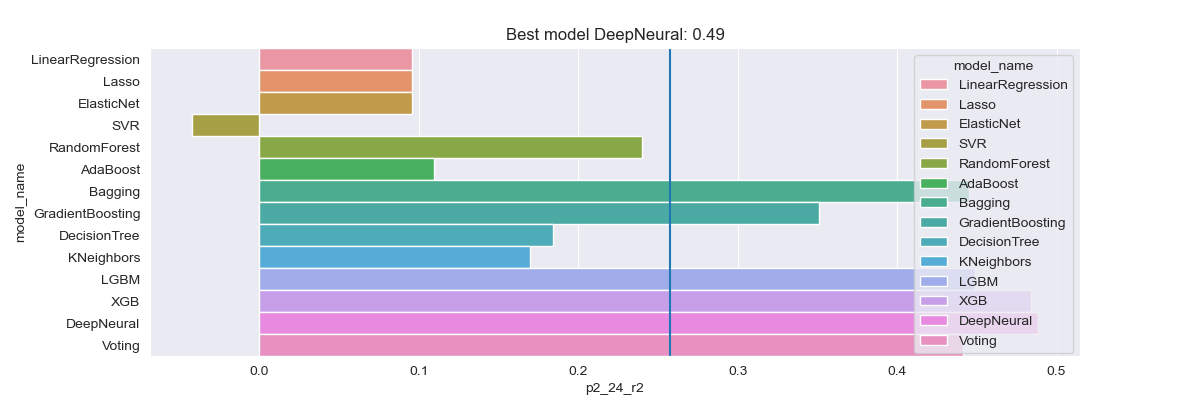 Best model DeepNeural: 0.49
model_name
LinearRegression
Lasso
ElasticNet
SVR
RandomForest
AdaBoost
Bagging
GradientBoosting
DecisionTree
KNeighbors
LGBM
XGB
DeepNeural
Voting
model_name
LinearRegression
Lasso
ElasticNet
SVR
RandomForest
AdaBoost
Bagging
GradientBoosting
DecisionTree
KNeighbors
LGBM
XGB
DeepNeural
Voting
0.0 0.1 0.2 0.3 0.4 0.5
p2_24_r2